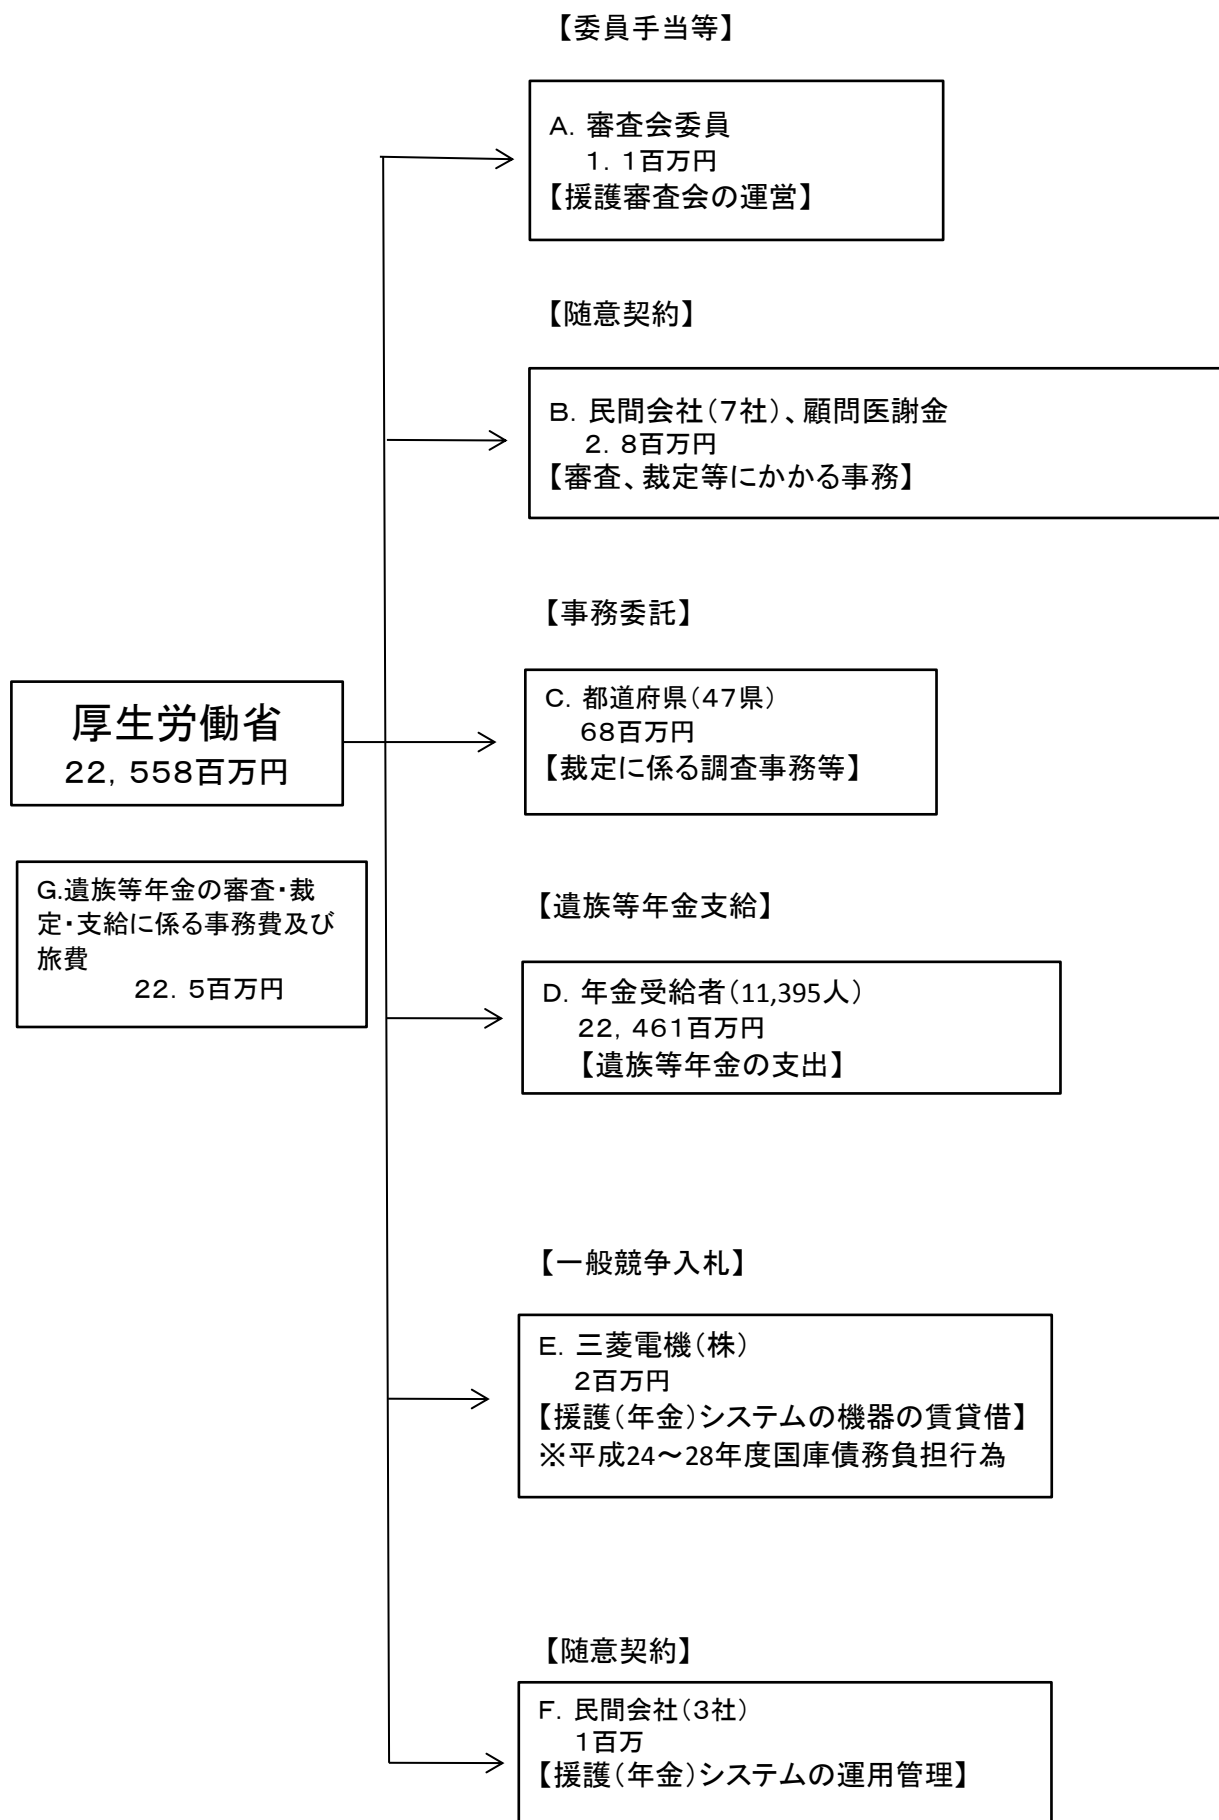 【委員手当等】
A. 審査会委員
1. 1百万円
【援護審査会の運営】
【随意契約】
B. 民間会社(7社)、顧問医謝金
2. 8百万円
【審査、裁定等にかかる事務】
【事務委託】
C. 都道府県(47県)
68百万円
【裁定に係る調査事務等】
厚生労働省
22, 558百万円
G.遺族等年金の審査・裁
定・支給に係る事務費及び
旅費
22. 5百万円
【遺族等年金支給】
D. 年金受給者(11,395人)
22, 461百万円
【遺族等年金の支出】
【一般競争入札】
E. 三菱電機(株)
2百万円
【援護(年金)システムの機器の賃貸借】
※平成24~28年度国庫債務負担行為
【随意契約】
F. 民間会社(3社)
1百万
【援護(年金)システムの運用管理】